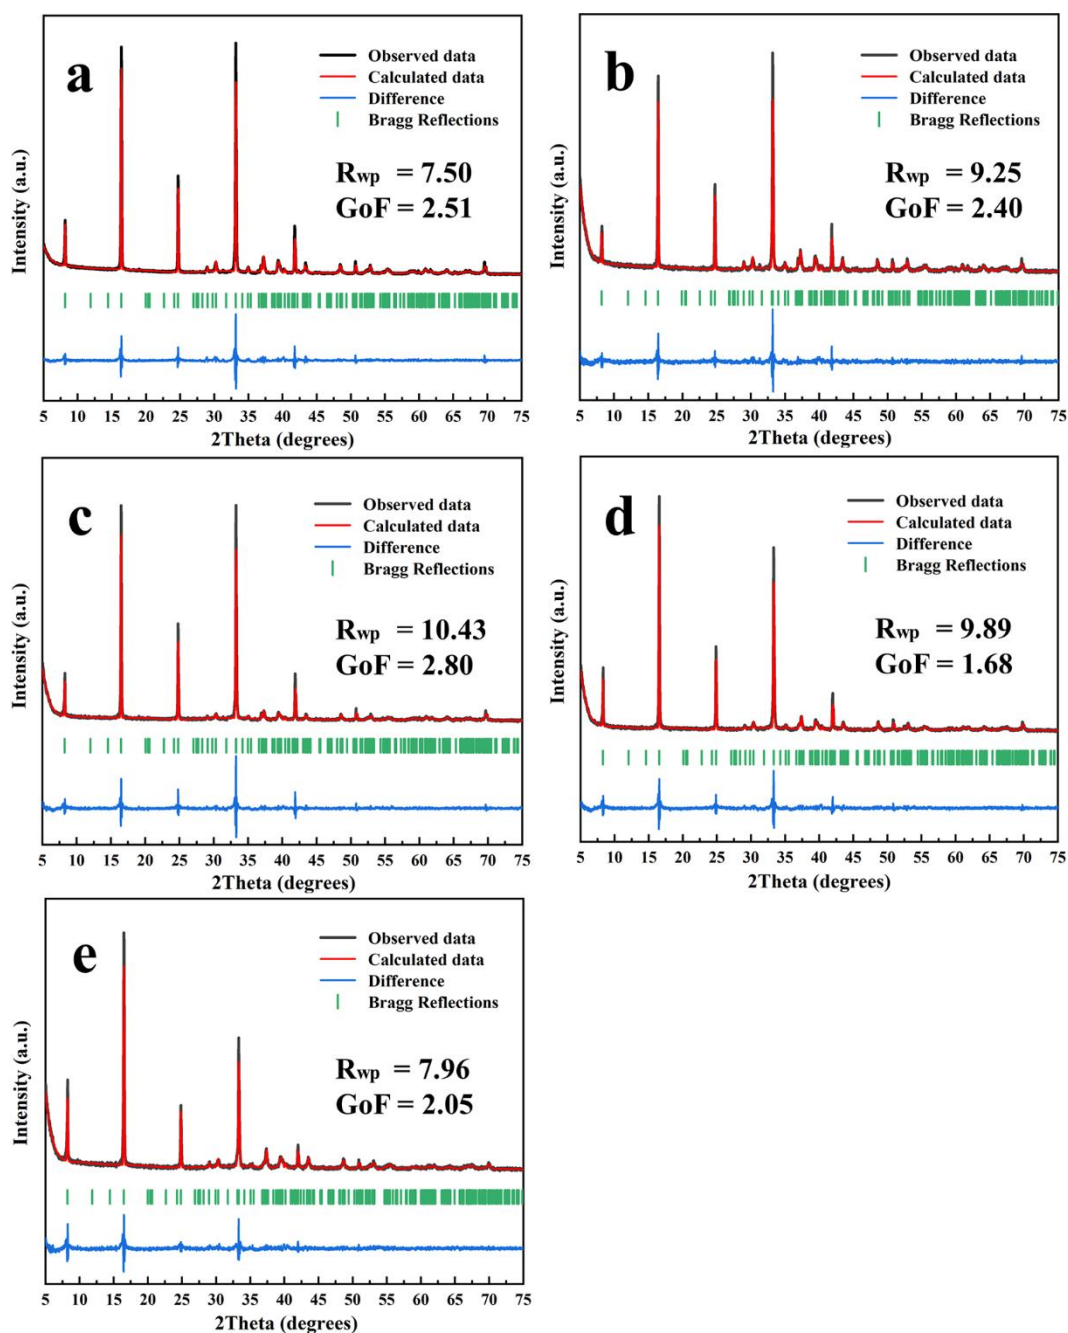 a
Observed data
Calculated data
Difference
Bragg Reflections
Rwp = 7.50
GoF = 2.51
Intensity (a.u.)
5 10 15 20 25 30 35 40 45 50 55 60 65 70 75
2Theta (degrees)
b
Observed data
Calculated data
Difference
Bragg Reflections
Rwp = 9.25
GoF = 2.40
Intensity (a.u.)
5 10 15 20 25 30 35 40 45 50 55 60 65 70 75
2Theta (degrees)
c
Observed data
Calculated data
Difference
Bragg Reflections
Rwp = 10.43
GoF = 2.80
Intensity (a.u.)
5 10 15 20 25 30 35 40 45 50 55 60 65 70 75
2Theta (degrees)
d
Observed data
Calculated data
Difference
Bragg Reflections
Rwp = 9.89
GoF = 1.68
Intensity (a.u.)
5 10 15 20 25 30 35 40 45 50 55 60 65 70 75
2Theta (degrees)
e
Observed data
Calculated data
Difference
Bragg Reflections
Rwp = 7.96
GoF = 2.05
Intensity (a.u.)
5 10 15 20 25 30 35 40 45 50 55 60 65 70 75
2Theta (degrees)